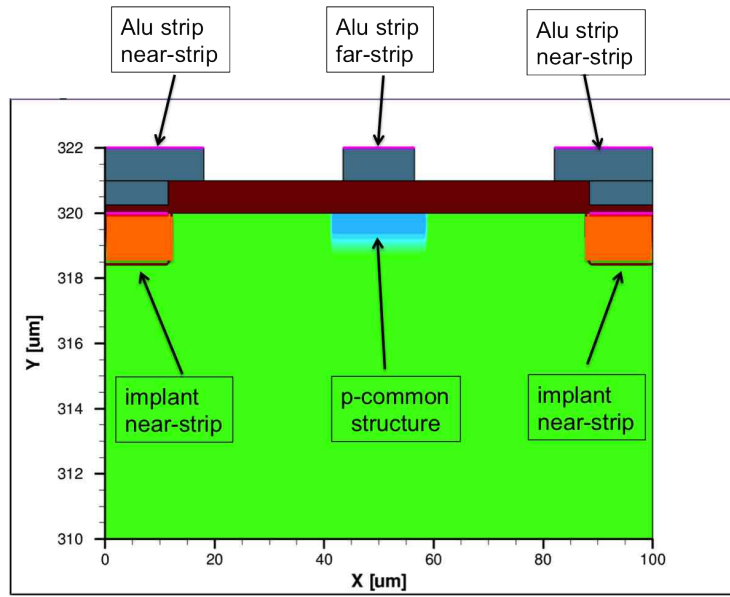 Alu strip
near-strip
Alu strip
far-strip
Alu strip
near-strip
322
320
318
316
314
312
310
Y [um]
implant
near-strip
p-common
structure
implant
near-strip
0
20
40
60
80
100
X [um]